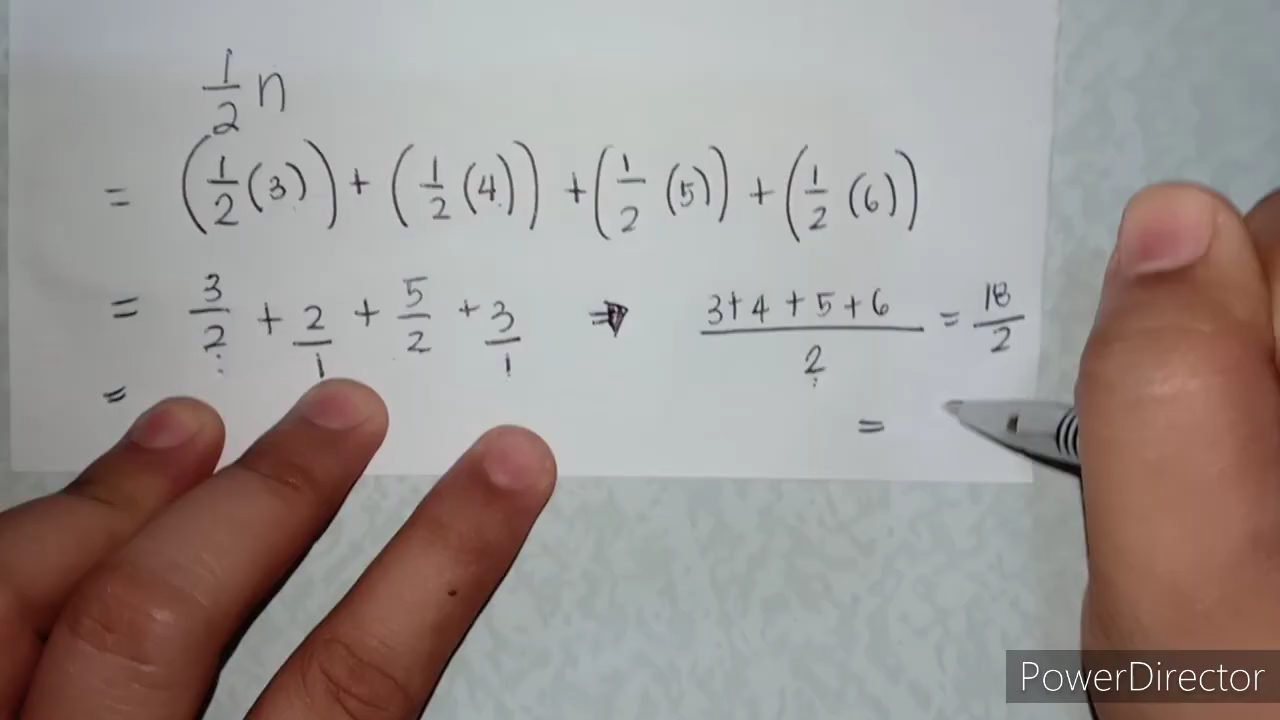 1/2 n
= (1/2 (3)) + (1/2 (4)) + (1/2 (5)) + (1/2 (6))
= 3/2 + 2/1 + 5/2 + 3/1 ⇒ 3+4+5+6/2 = 18/2
=
=
PowerDirector